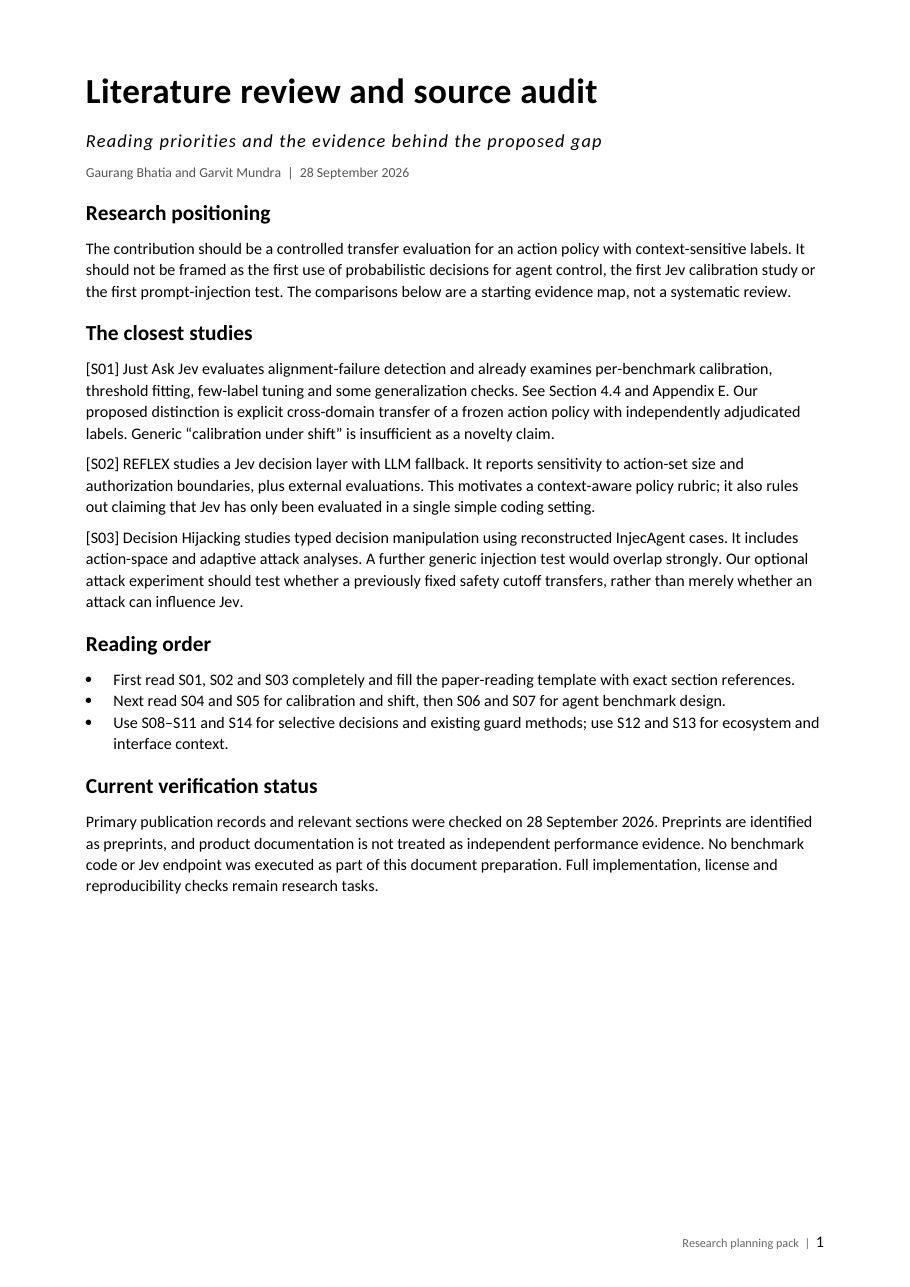 Literature review and source audit
Reading priorities and the evidence behind the proposed gap
Gaurang Bhatia and Garvit Mundra | 28 September 2026
Research positioning
The contribution should be a controlled transfer evaluation for an action policy with context-sensitive labels. It
should not be framed as the first use of probabilistic decisions for agent control, the first Jev calibration study or
the first prompt-injection test. The comparisons below are a starting evidence map, not a systematic review.
The closest studies
[S01] Just Ask Jev evaluates alignment-failure detection and already examines per-benchmark calibration,
threshold fitting, few-label tuning and some generalization checks. See Section 4.4 and Appendix E. Our
proposed distinction is explicit cross-domain transfer of a frozen action policy with independently adjudicated
labels. Generic “calibration under shift” is insufficient as a novelty claim.
[S02] REFLEX studies a Jev decision layer with LLM fallback. It reports sensitivity to action-set size and
authorization boundaries, plus external evaluations. This motivates a context-aware policy rubric; it also rules
out claiming that Jev has only been evaluated in a single simple coding setting.
[S03] Decision Hijacking studies typed decision manipulation using reconstructed InjecAgent cases. It includes
action-space and adaptive attack analyses. A further generic injection test would overlap strongly. Our optional
attack experiment should test whether a previously fixed safety cutoff transfers, rather than merely whether an
attack can influence Jev.
Reading order
• First read S01, S02 and S03 completely and fill the paper-reading template with exact section references.
• Next read S04 and S05 for calibration and shift, then S06 and S07 for agent benchmark design.
• Use S08–S11 and S14 for selective decisions and existing guard methods; use S12 and S13 for ecosystem and
interface context.
Current verification status
Primary publication records and relevant sections were checked on 28 September 2026. Preprints are identified
as preprints, and product documentation is not treated as independent performance evidence. No benchmark
code or Jev endpoint was executed as part of this document preparation. Full implementation, license and
reproducibility checks remain research tasks.
Research planning pack | 1